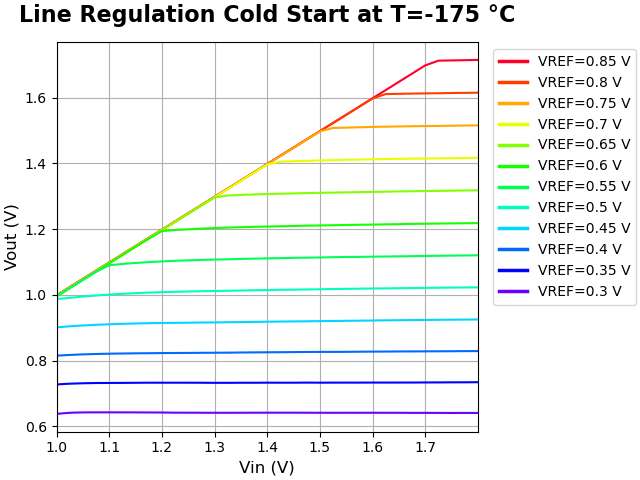 Line Regulation Cold Start at T=-175 °C
Vout (V)
1.6
1.4
1.2
1.0
0.8
0.6
1.0 1.1 1.2 1.3 1.4 1.5 1.6 1.7
Vin (V)
VREF=0.85 V
VREF=0.8 V
VREF=0.75 V
VREF=0.7 V
VREF=0.65 V
VREF=0.6 V
VREF=0.55 V
VREF=0.5 V
VREF=0.45 V
VREF=0.4 V
VREF=0.35 V
VREF=0.3 V